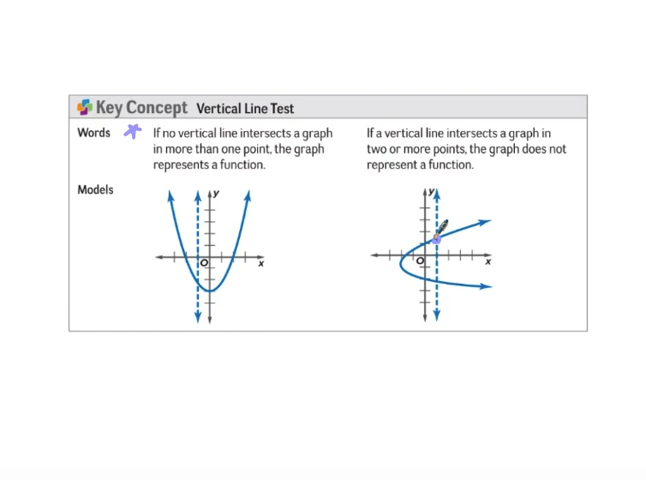 Key Concept Vertical Line Test
Words
If no vertical line intersects a graph
in more than one point, the graph
represents a function.
If a vertical line intersects a graph in
two or more points, the graph does not
represent a function.
Models
y
O
x
y
O
x